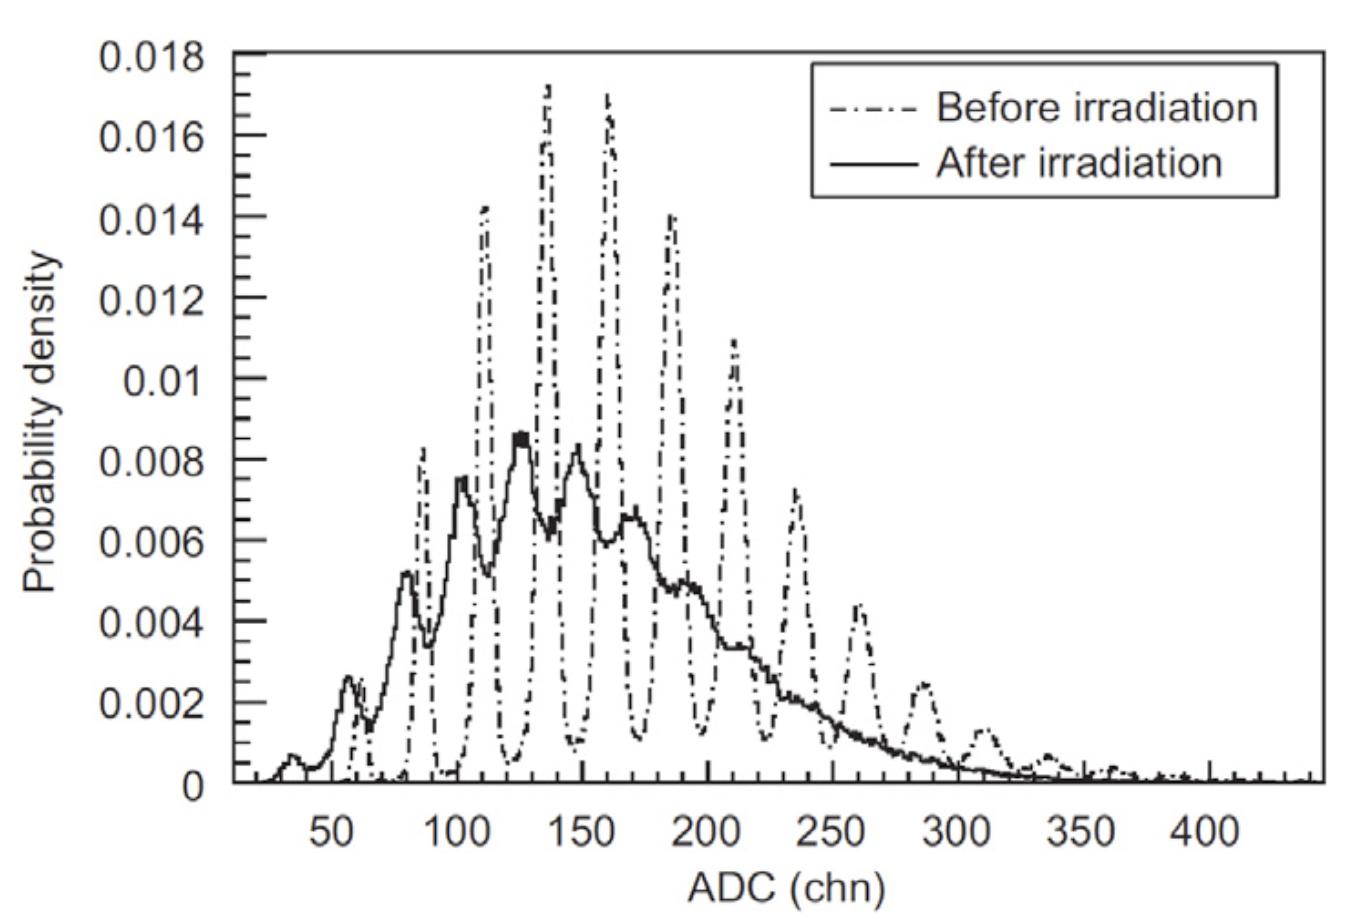 0.018
0.016
0.014
0.012
0.01
0.008
0.006
0.004
0.002
0
Probability density
Before irradiation
After irradiation
50 100 150 200 250 300 350 400
ADC (chn)